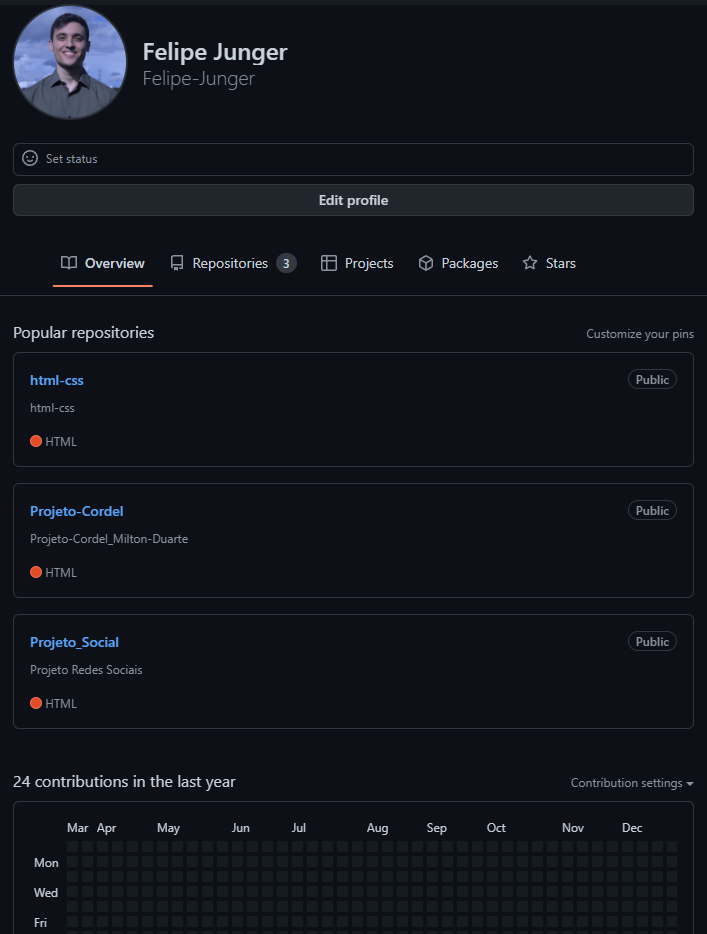 Felipe Junger
Felipe-Junger
Set status
Edit profile
Overview Repositories 3 Projects Packages Stars
Popular repositories Customize your pins
html-css Public
html-css
HTML
Projeto-Cordel Public
Projeto-Cordel_Milton-Duarte
HTML
Projeto_Social Public
Projeto Redes Sociais
HTML
24 contributions in the last year Contribution settings
Mar Apr May Jun Jul Aug Sep Oct Nov Dec
Mon
Wed
Fri